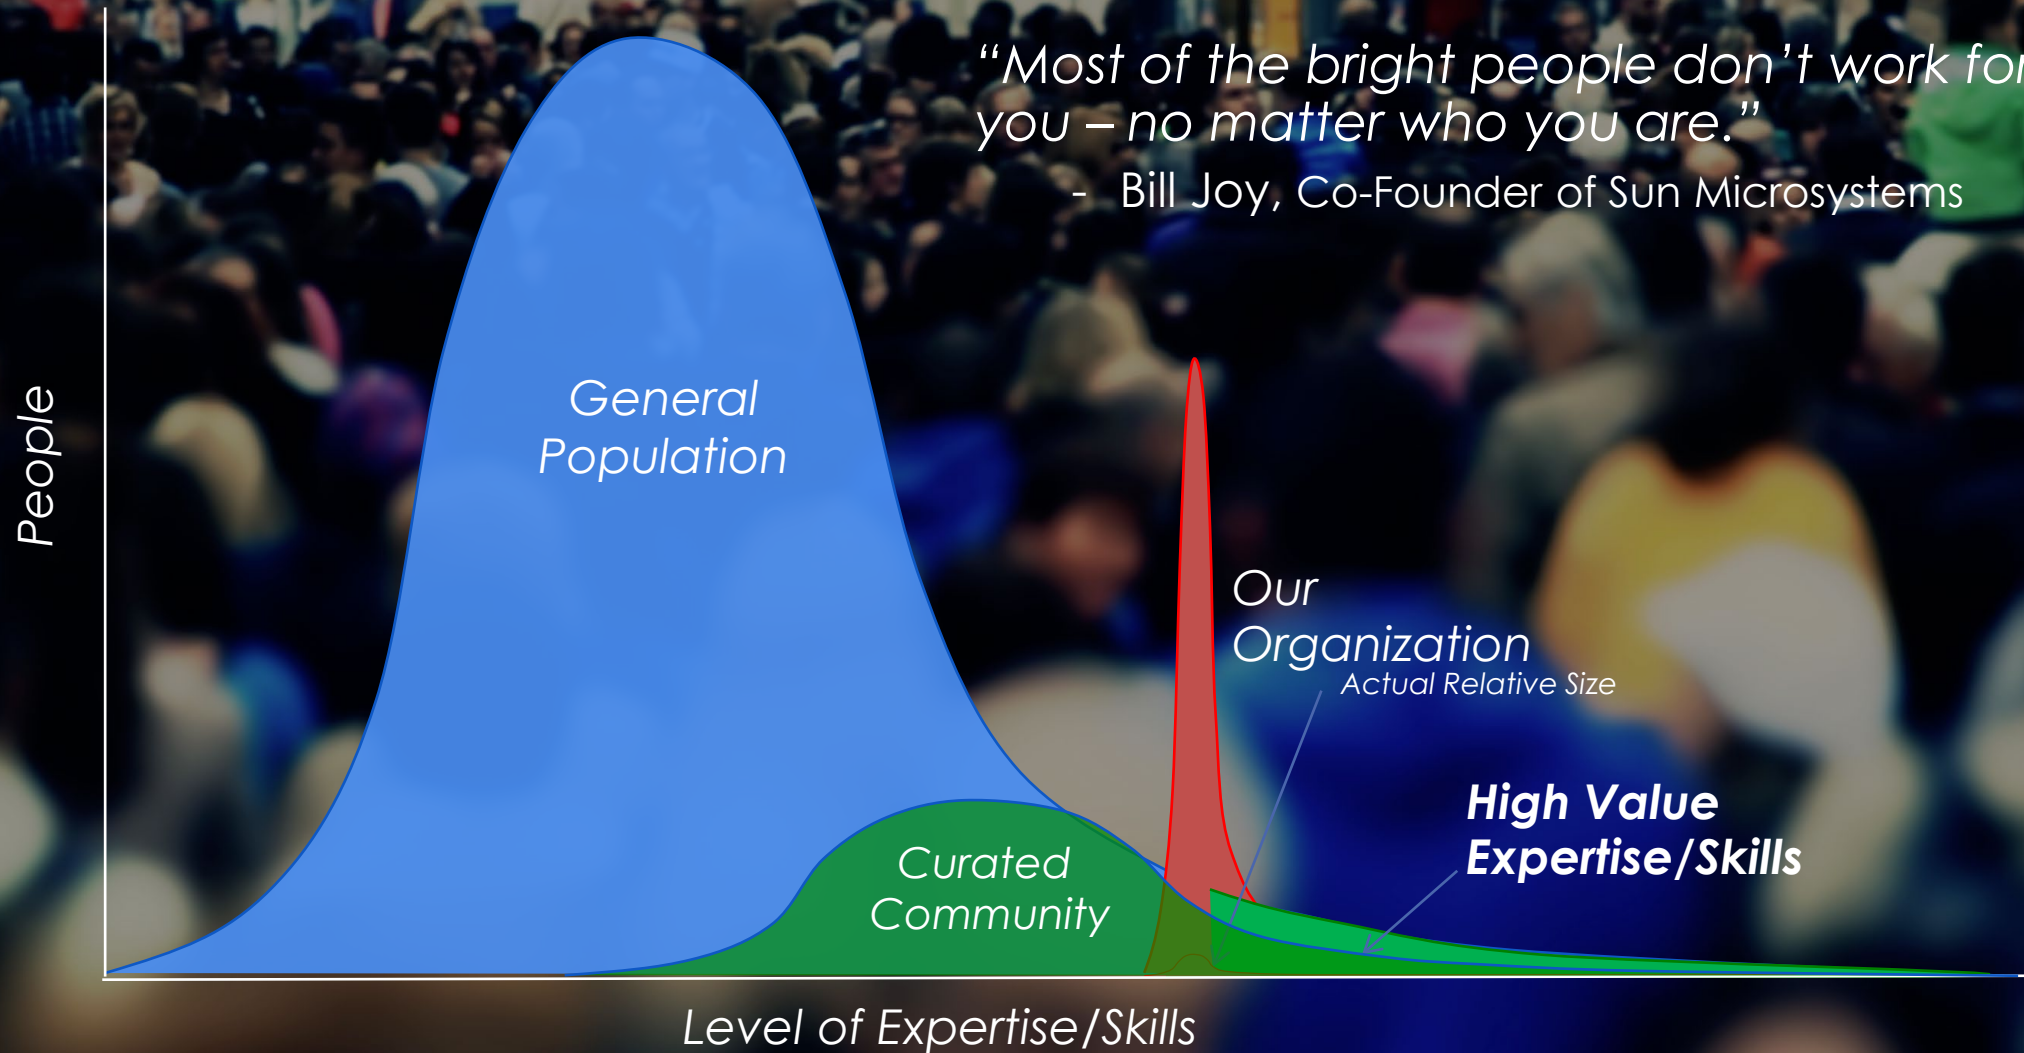 “Most of the bright people don’t work for
you – no matter who you are.”
- Bill Joy, Co-Founder of Sun Microsystems
General
Population
People
Our
Organization
Actual Relative Size
High Value
Expertise/Skills
Curated
Community
Level of Expertise/Skills